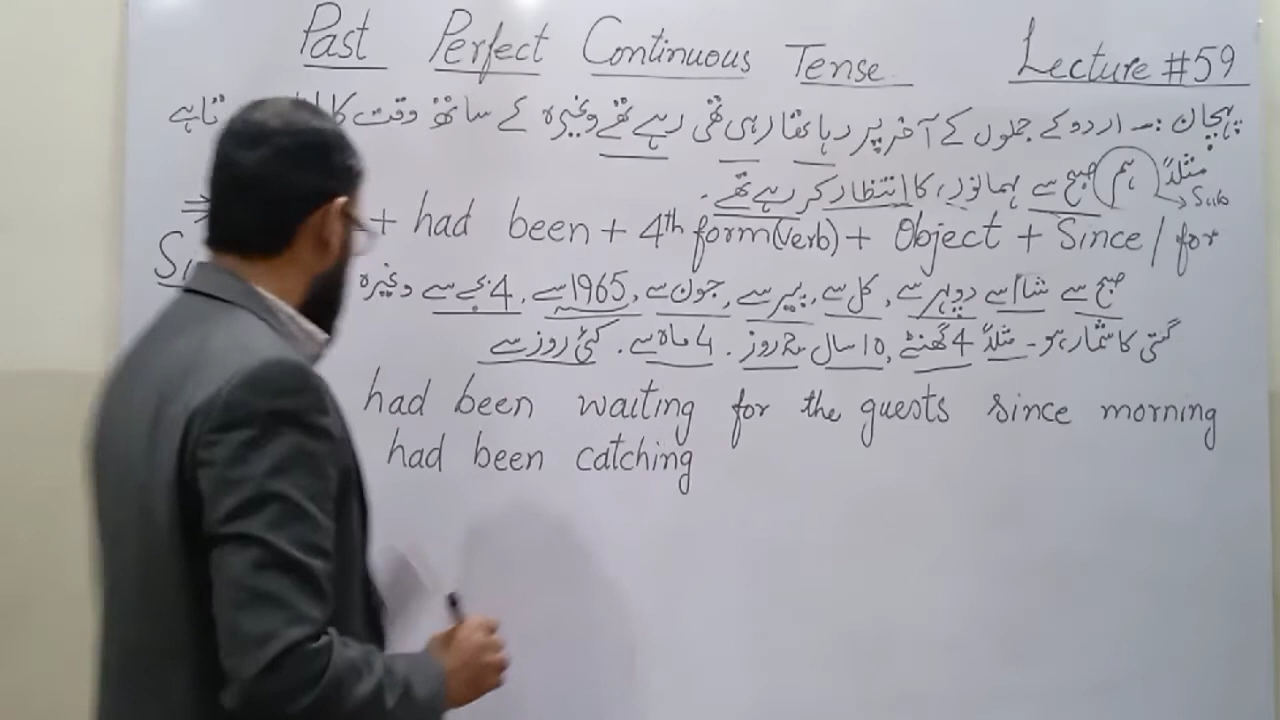 Past Perfect Continuous Tense Lecture #59
پہچان :۔ اردو کے جملوں کے آخر پر رہا تھا رہی تھی رہے تھے وغیرہ کے ساتھ وقت کا
مثلاً ہم صبح سے مہمانوں کا انتظار کر رہے تھے۔
Sub
+ had been + 4th form(verb) + Object + Since / for
صبح سے شام سے دوپہر سے, کل سے, پیر سے, جون سے, 1965 سے, 4 بجے سے وغیرہ
گنتی کا شمار ہو۔ مثلاً 4 گھنٹے, 10 سال روز۔ 4 ماہ سے۔ کئی روز سے
had been waiting for the guests since morning
had been catching